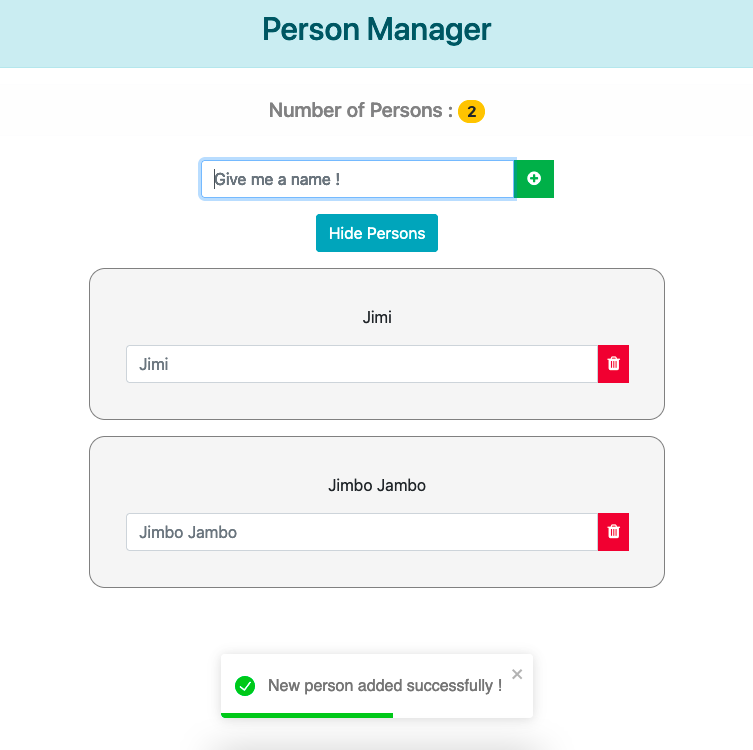 Person Manager
Number of Persons : 2
Give me a name !
Hide Persons
Jimi
Jimi
Jimbo Jambo
Jimbo Jambo
New person added successfully !